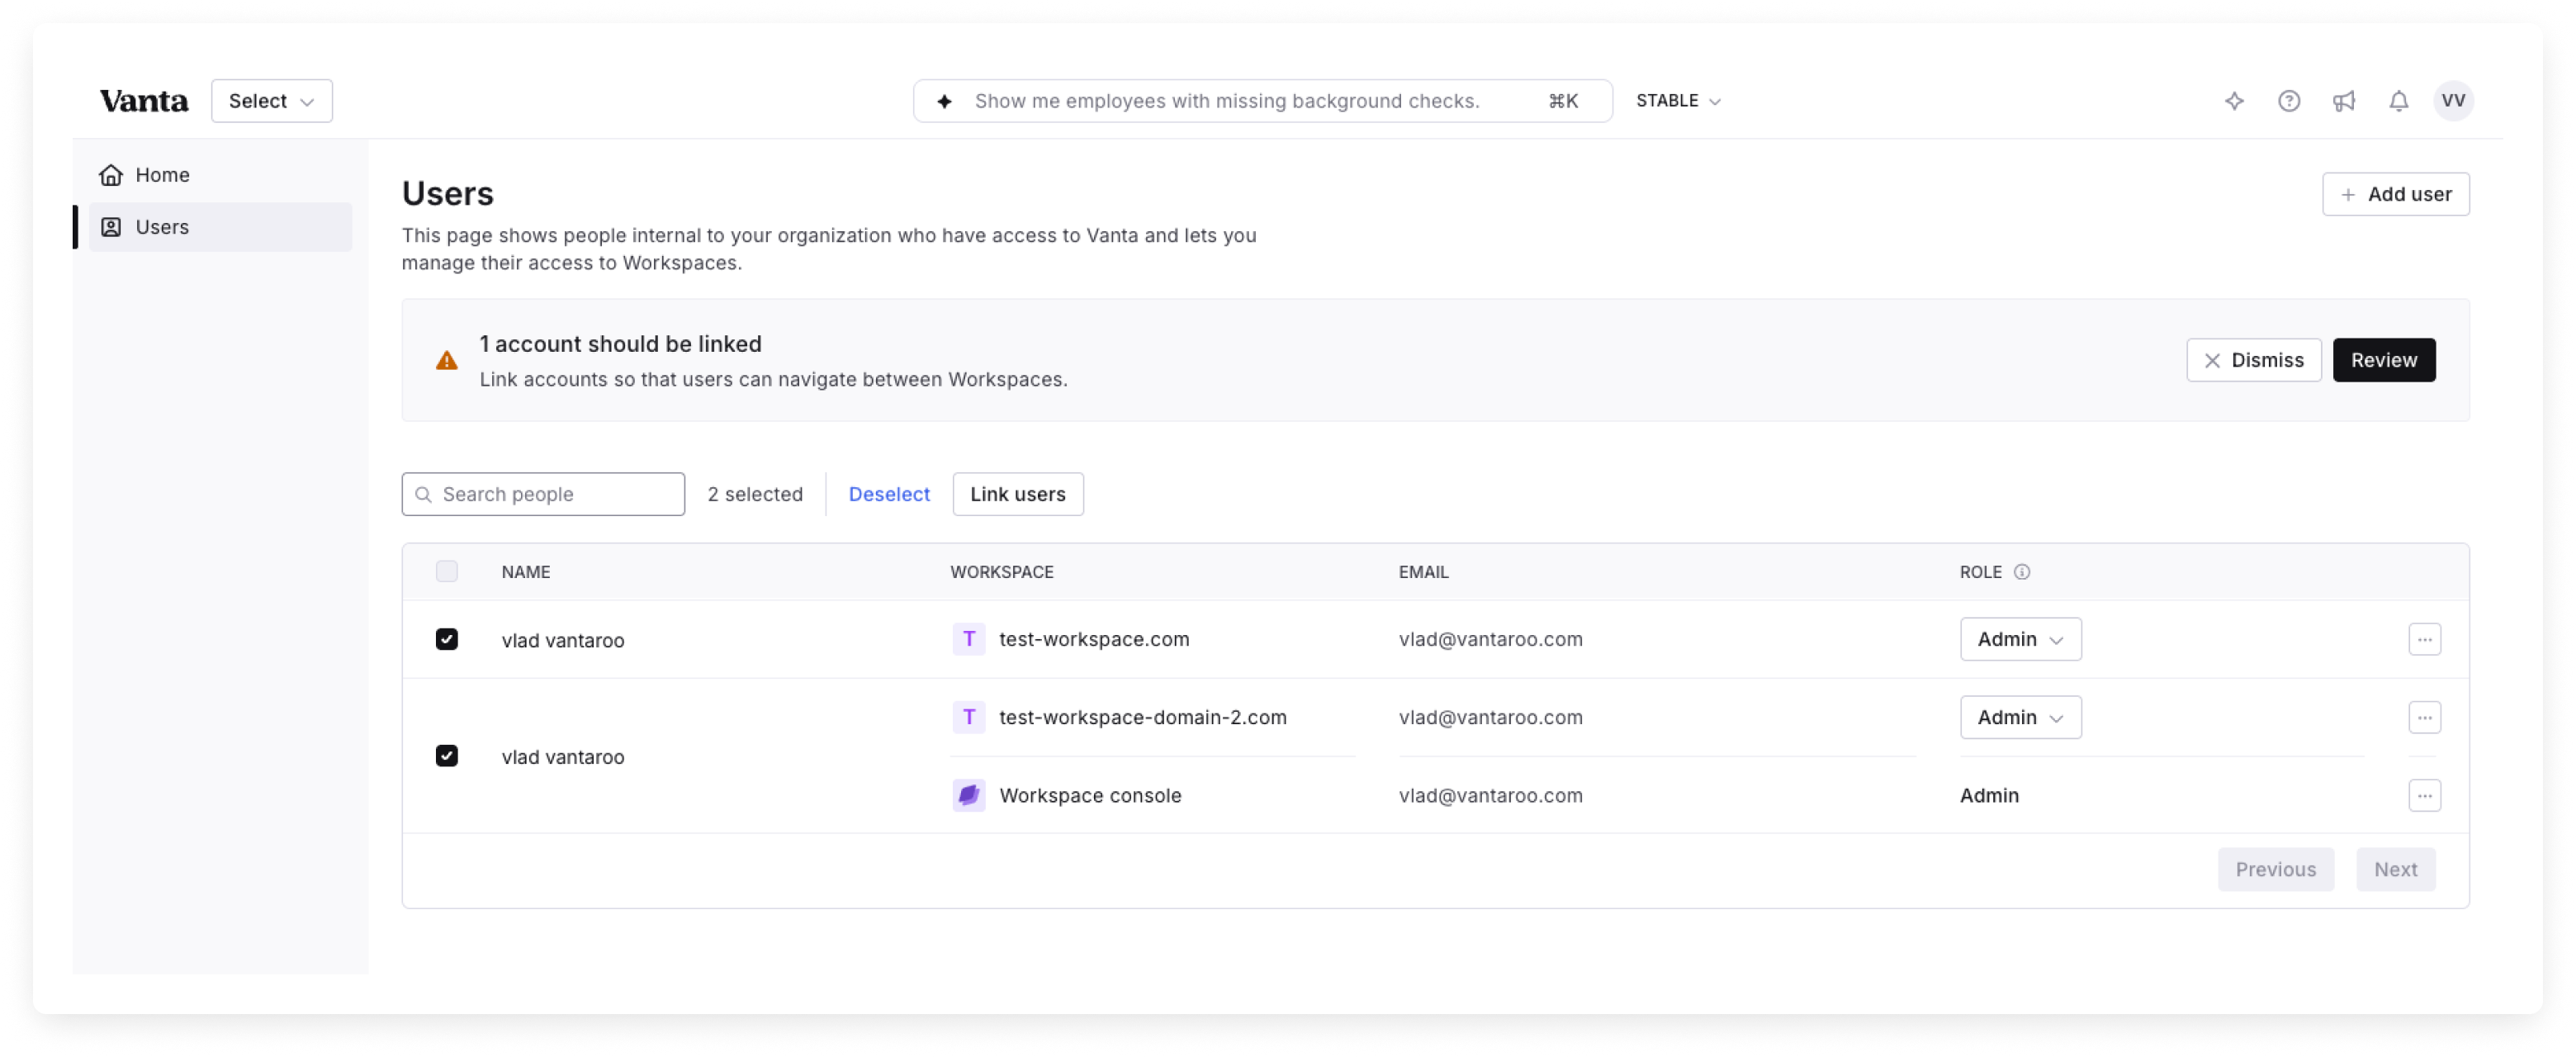 Vanta
Select
Show me employees with missing background checks.
⌘K
STABLE
VV
Home
Users
Users
Add user
This page shows people internal to your organization who have access to Vanta and lets you
manage their access to Workspaces.
1 account should be linked
Link accounts so that users can navigate between Workspaces.
Dismiss
Review
Search people
2 selected
Deselect
Link users
NAME
WORKSPACE
EMAIL
ROLE
vlad vantaroo
T
test-workspace.com
vlad@vantaroo.com
Admin
vlad vantaroo
T
test-workspace-domain-2.com
vlad@vantaroo.com
Admin
Workspace console
vlad@vantaroo.com
Admin
Previous
Next